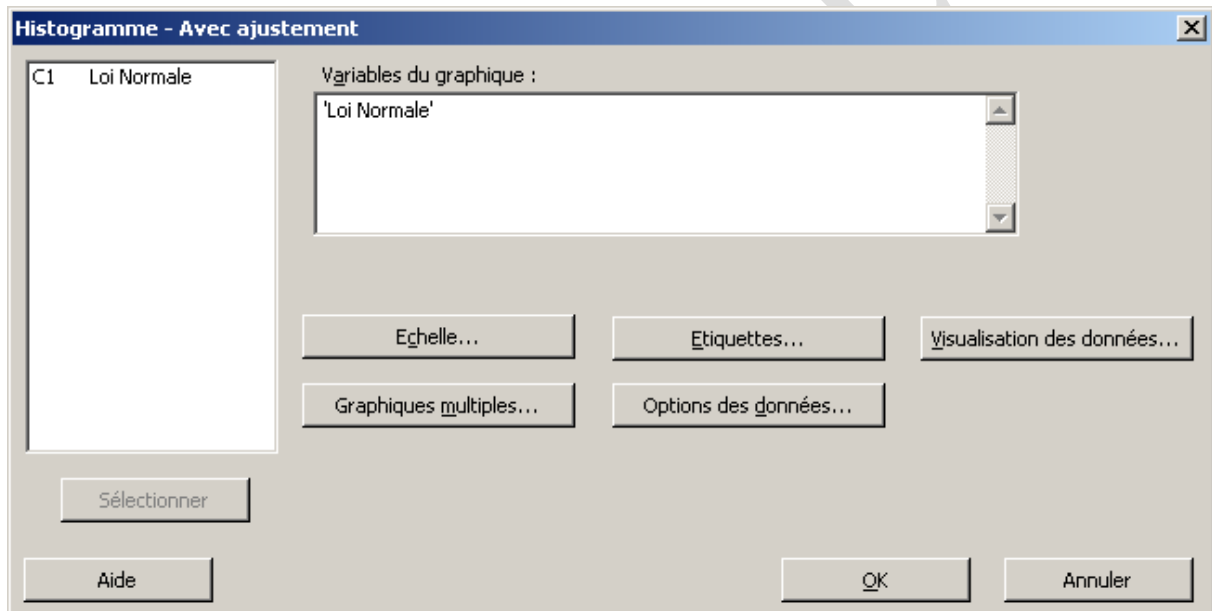 Histogramme - Avec ajustement
C1 Loi Normale
Variables du graphique :
'Loi Normale'
Echelle...
Etiquettes...
Visualisation des données...
Graphiques multiples...
Options des données...
Sélectionner
Aide
OK
Annuler